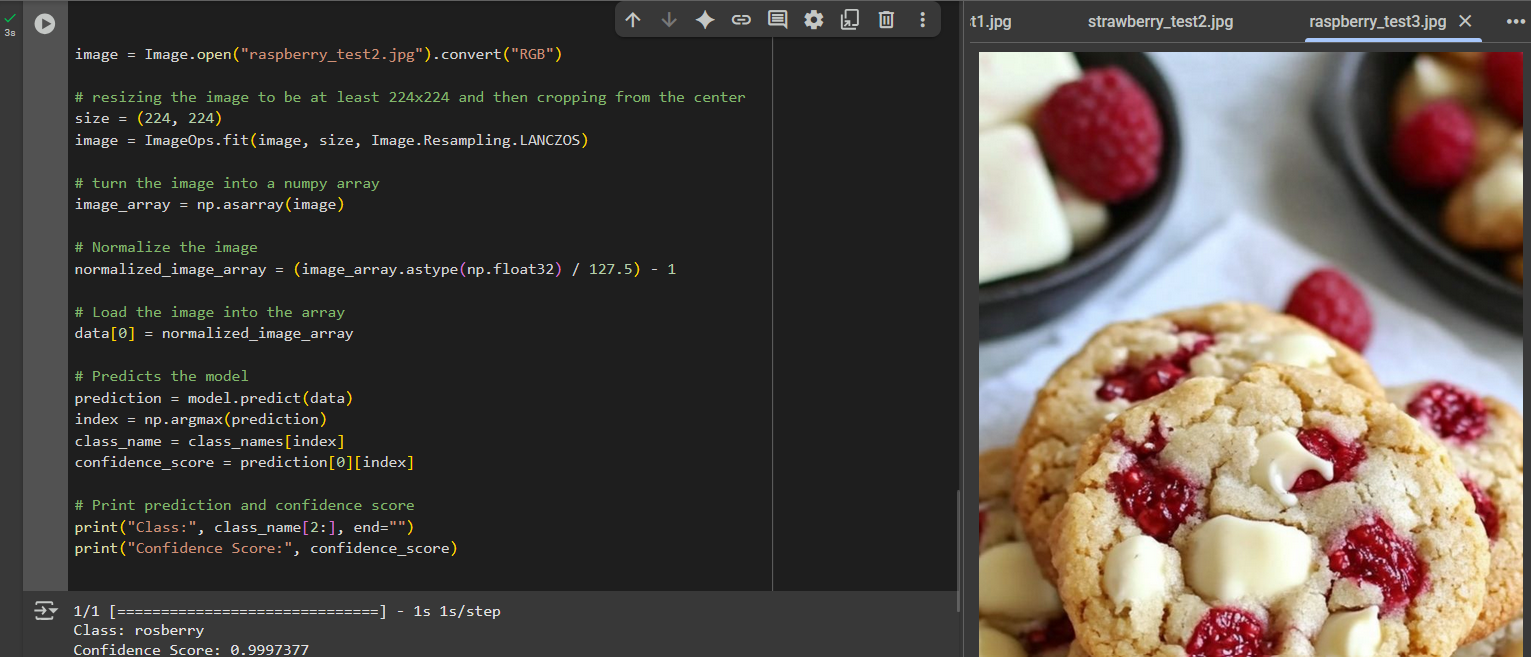 3s
image = Image.open("raspberry_test2.jpg").convert("RGB")
# resizing the image to be at least 224x224 and then cropping from the center
size = (224, 224)
image = ImageOps.fit(image, size, Image.Resampling.LANCZOS)
# turn the image into a numpy array
image_array = np.asarray(image)
# Normalize the image
normalized_image_array = (image_array.astype(np.float32) / 127.5) - 1
# Load the image into the array
data[0] = normalized_image_array
# Predicts the model
prediction = model.predict(data)
index = np.argmax(prediction)
class_name = class_names[index]
confidence_score = prediction[0][index]
# Print prediction and confidence score
print("Class:", class_name[2:], end="")
print("Confidence Score:", confidence_score)
1/1 [==============================] - 1s 1s/step
Class: rosberry
Confidence Score: 0.9997377
t1.jpg strawberry_test2.jpg raspberry_test3.jpg